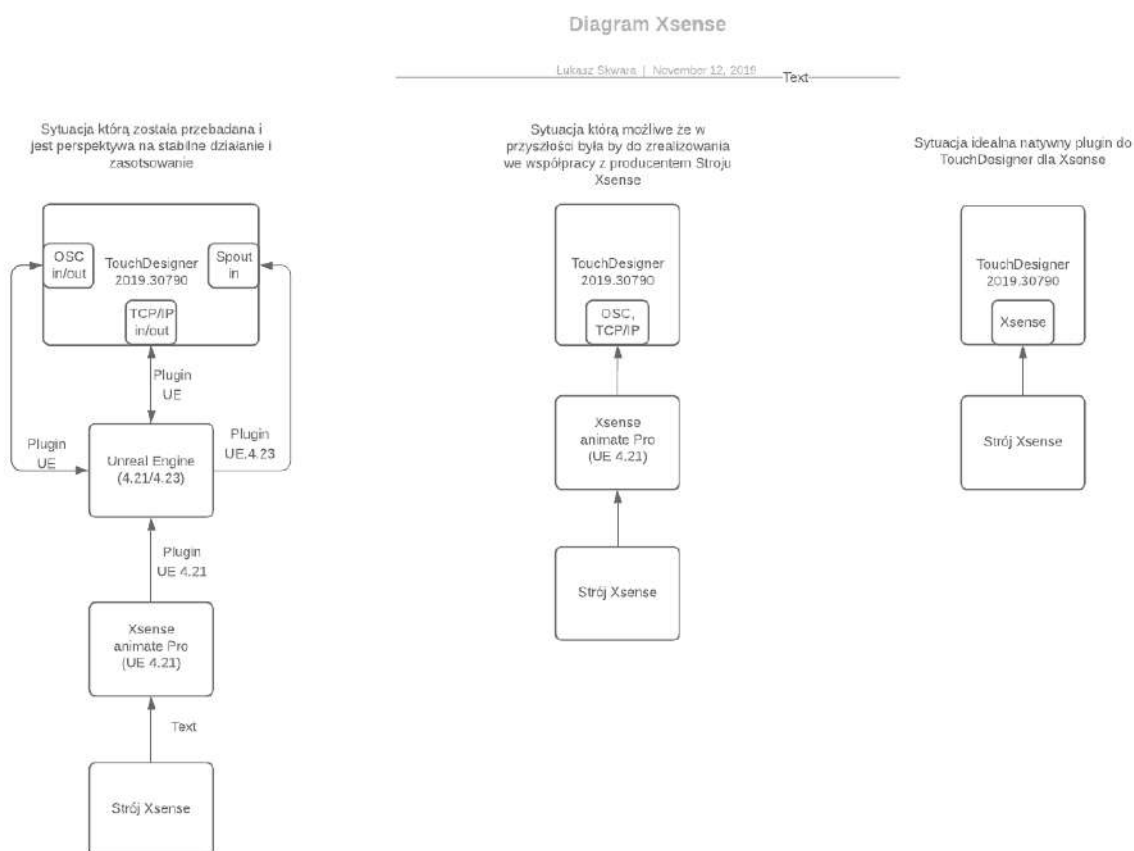 Diagram Xsense
Łukasz Skwara | November 12, 2019
Text
Sytuacja którą została przebadana i
jest perspektywa na stabilne działanie i
zasotsowanie
OSC
in/out
TouchDesigner
2019.30790
Spout
in
TCP/IP
in/out
Plugin
UE
Plugin
UE
Unreal Engine
(4.21/4.23)
Plugin
UE.4.23
Plugin
UE 4.21
Xsense
animate Pro
(UE 4.21)
Text
Strój Xsense
Sytuacja którą możliwe że w
przyszłości była by do zrealizowania
we współpracy z producentem Stroju
Xsense
TouchDesigner
2019.30790
OSC,
TCP/IP
Xsense
animate Pro
(UE 4.21)
Strój Xsense
Sytuacja idealna natywny plugin do
TouchDesigner dla Xsense
TouchDesigner
2019.30790
Xsense
Strój Xsense